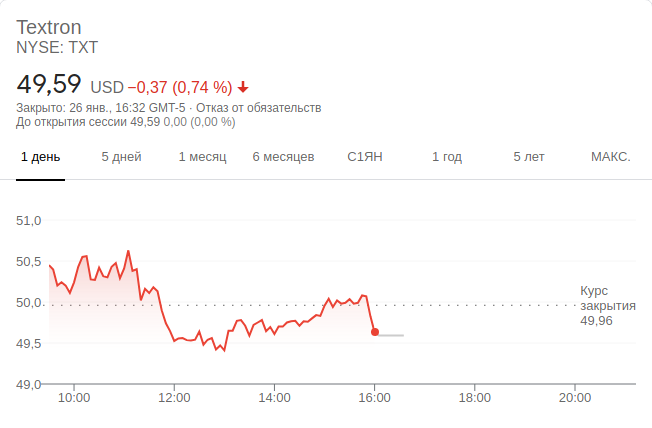 Textron
NYSE: TXT
49,59 USD −0,37 (0,74 %)
Закрыто: 26 янв., 16:32 GMT-5 · Отказ от обязательств
До открытия сессии 49,59 0,00 (0,00 %)
1 день 5 дней 1 месяц 6 месяцев С1ЯН 1 год 5 лет МАКС.
51,0
50,5
50,0
49,5
49,0
Курс
закрытия
49,96
10:00 12:00 14:00 16:00 18:00 20:00